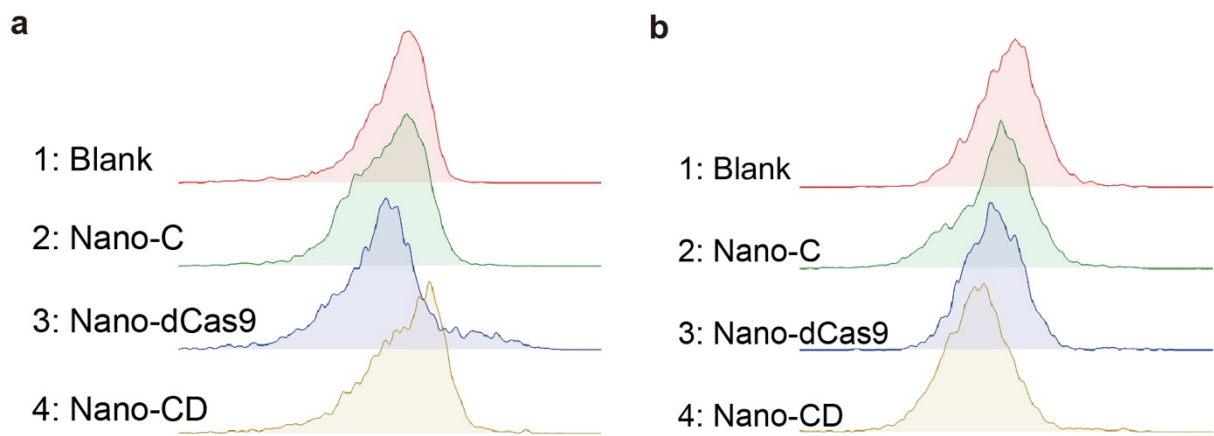 a
1: Blank
2: Nano-C
3: Nano-dCas9
4: Nano-CD
b
1: Blank
2: Nano-C
3: Nano-dCas9
4: Nano-CD